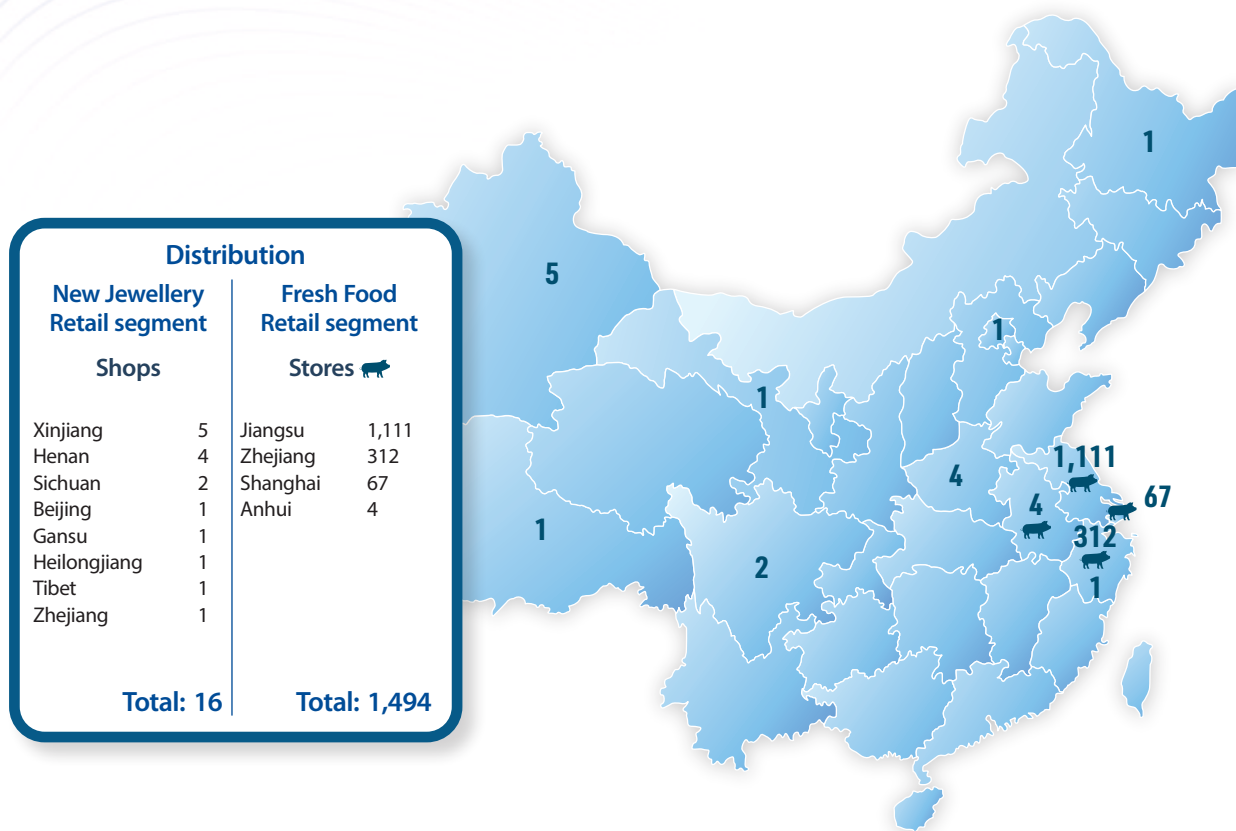 Distribution
New Jewellery
Retail segment
Shops
Xinjiang 5
Henan 4
Sichuan 2
Beijing 1
Gansu 1
Heilongjiang 1
Tibet 1
Zhejiang 1
Total: 16
Fresh Food
Retail segment
Stores
Jiangsu 1,111
Zhejiang 312
Shanghai 67
Anhui 4
Total: 1,494
1
5
1
1
4
1,111
4
67
312
1
2
1